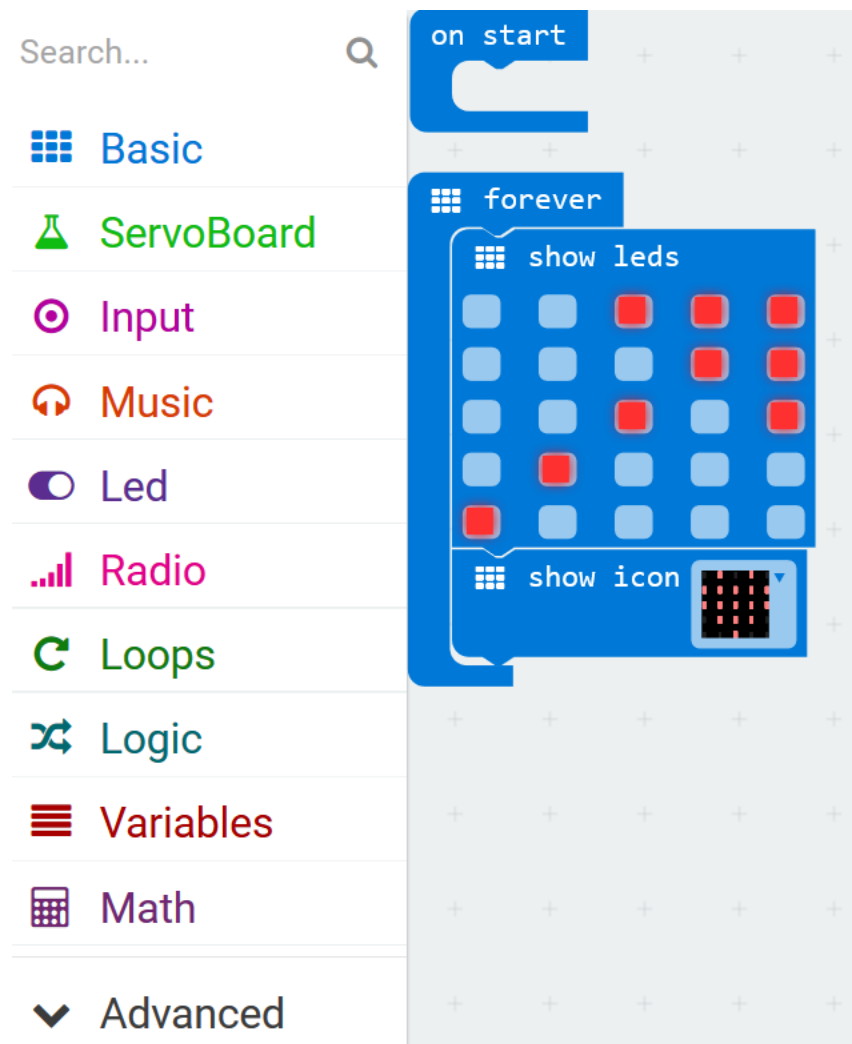 Search...
Basic
ServoBoard
Input
Music
Led
Radio
Loops
Logic
Variables
Math
Advanced
on start
forever
show leds
show icon